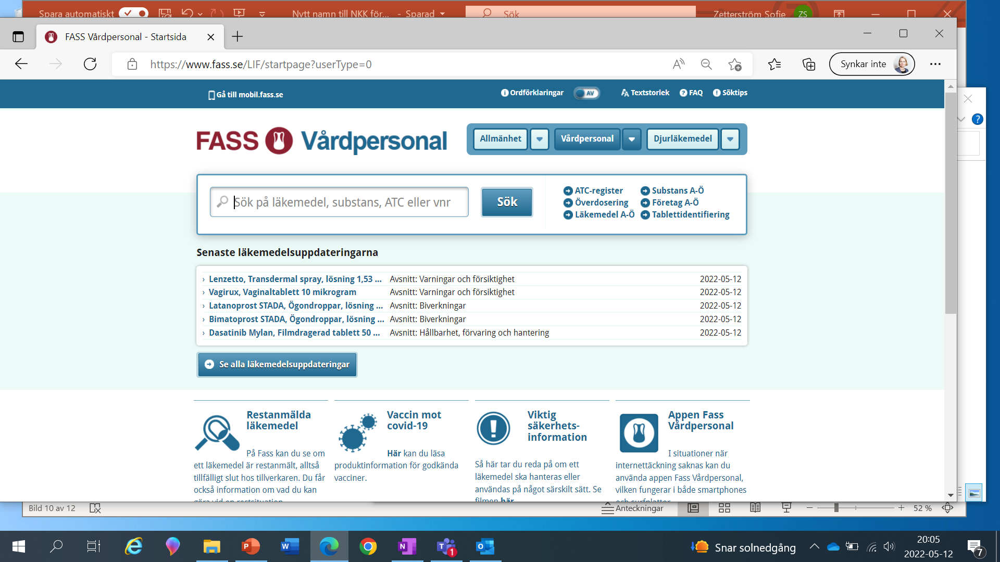 Spara automatiskt
Nytt namn till NKK för... - Sparad
Sök
Zetterström Sofie
ZS
FASS Vårdpersonal - Startsida
https://www.fass.se/LIF/startpage?userType=0
Synkar inte
Gå till mobil.fass.se
Ordförklaringar
AV
Textstorlek
FAQ
Söktips
FASS Vårdpersonal
Allmänhet
Vårdpersonal
Djurläkemedel
Sök på läkemedel, substans, ATC eller vnr
Sök
ATC-register
Substans A-Ö
Överdosering
Företag A-Ö
Läkemedel A-Ö
Tablettidentifiering
Senaste läkemedelsuppdateringarna
› Lenzetto, Transdermal spray, lösning 1,53 ... Avsnitt: Varningar och försiktighet 2022-05-12
› Vagirux, Vaginaltablett 10 mikrogram Avsnitt: Varningar och försiktighet 2022-05-12
› Latanoprost STADA, Ögondroppar, lösning ... Avsnitt: Biverkningar 2022-05-12
› Bimatoprost STADA, Ögondroppar, lösning ... Avsnitt: Biverkningar 2022-05-12
› Dasatinib Mylan, Filmdragerad tablett 50 ... Avsnitt: Hållbarhet, förvaring och hantering 2022-05-12
Se alla läkemedelsuppdateringar
Restanmälda
läkemedel
På Fass kan du se om
ett läkemedel är restanmält, alltså
tillfälligt slut hos tillverkaren. Du får
också information om vad du kan
göra vid en restsituation.
Vaccin mot
covid-19
Här kan du läsa
produktinformation för godkända
vacciner.
Viktig
säkerhets-
information
Så här tar du reda på om ett
läkemedel ska hanteras eller
användas på något särskilt sätt. Se
filmen här
Appen Fass
Vårdpersonal
I situationer när
internettäckning saknas kan du
använda appen Fass Vårdpersonal,
vilken fungerar i både smartphones
och surfplattor.
Bild 10 av 12
Anteckningar
52 %
Snar solnedgång
20:05
2022-05-12
7
1